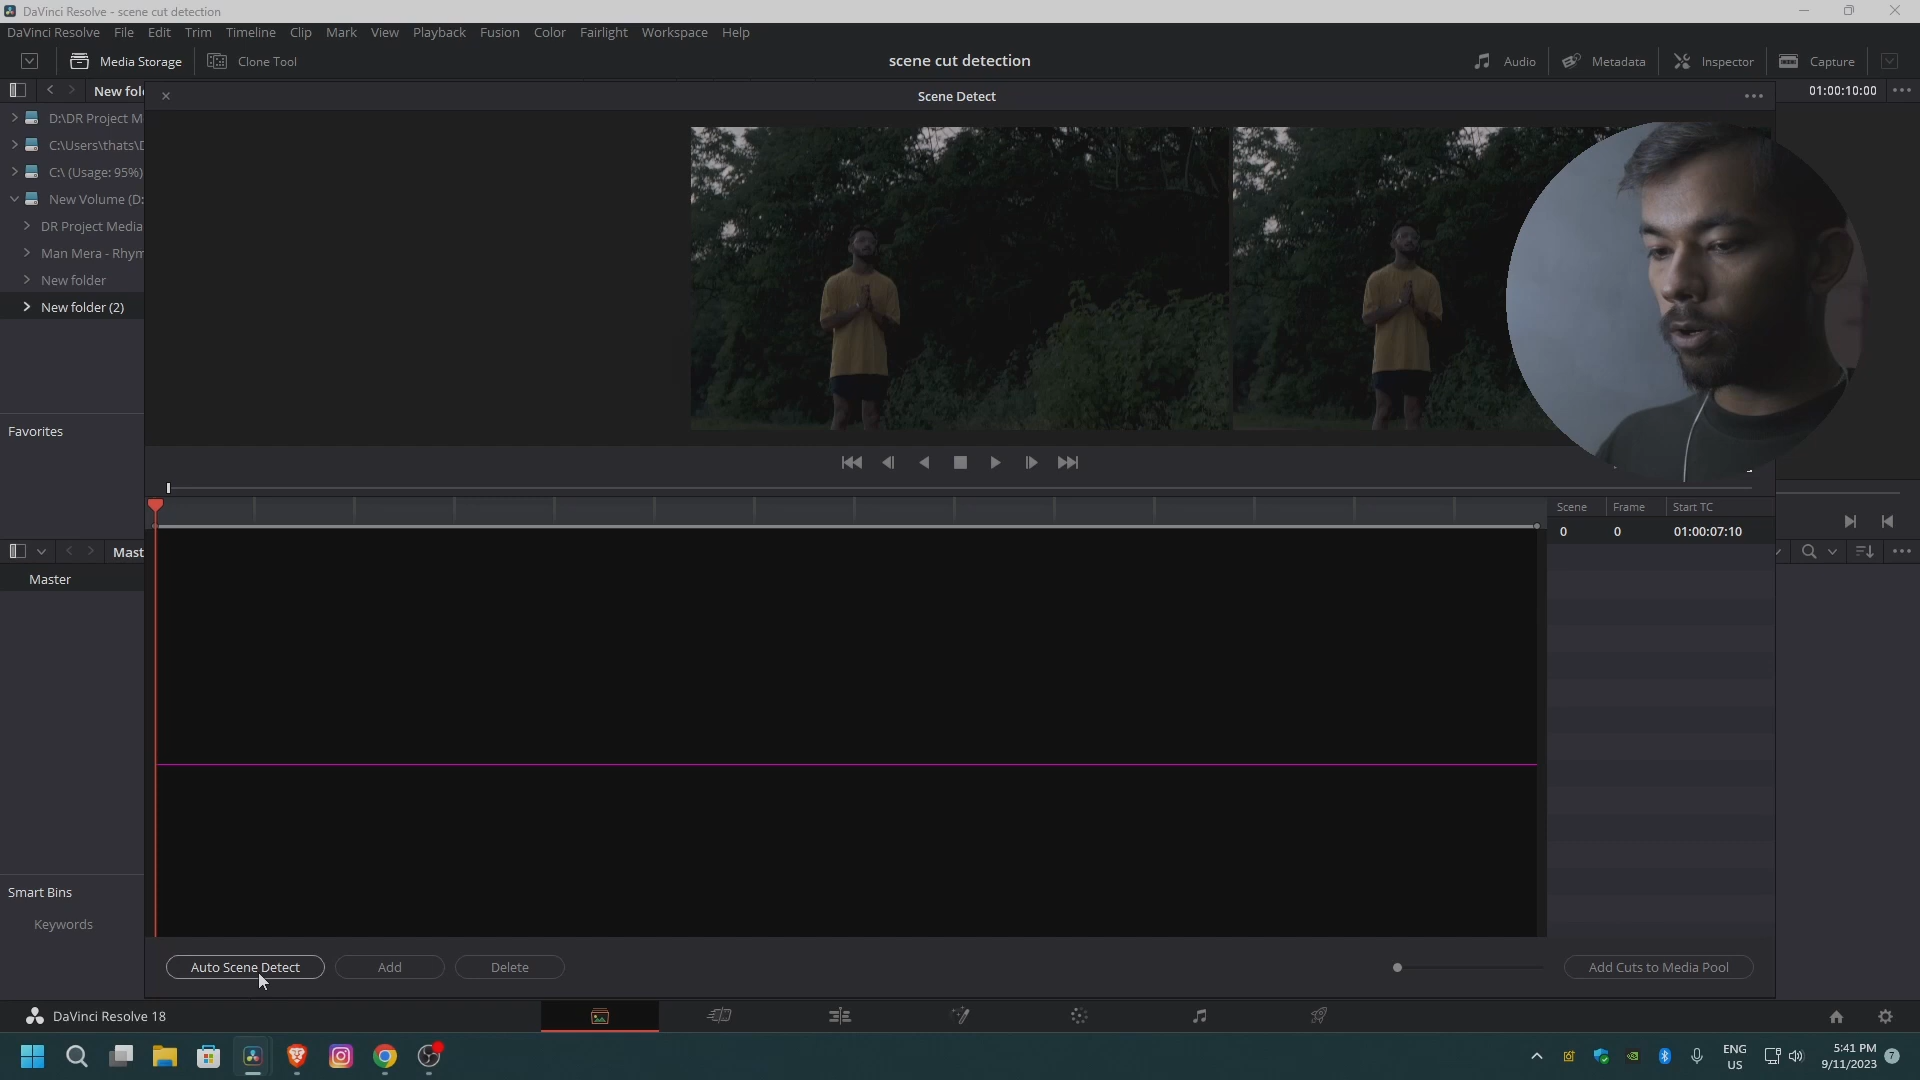 DaVinci Resolve - scene cut detection
DaVinci Resolve File Edit Trim Timeline Clip Mark View Playback Fusion Color Fairlight Workspace Help
Media Storage Clone Tool scene cut detection Audio Metadata Inspector Capture
New fol 01:00:10:00
Scene Detect
D:\DR Project M
C:\Users\thats\D
C:\ (Usage: 95%)
New Volume (D:
DR Project Media
Man Mera - Rhym
New folder
New folder (2)
Favorites
Scene Frame Start TC
0 0 01:00:07:10
Mast
Master
Smart Bins
Keywords
Auto Scene Detect Add Delete Add Cuts to Media Pool
DaVinci Resolve 18
ENG
US
5:41 PM
9/11/2023
7